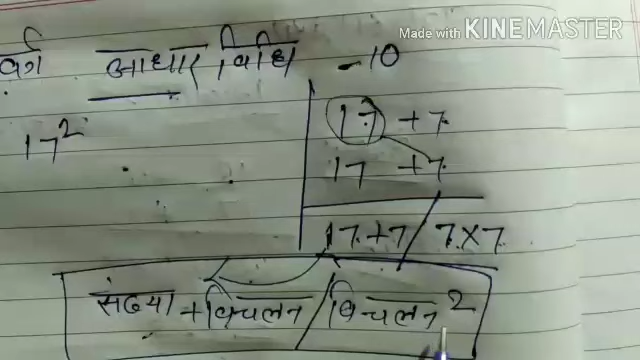 Made with KINEMASTER
वर्ग आधार विधि - 10
17²
17 + 7
17 + 7
17 + 7 / 7 × 7
संख्या + विचलन / विचलन²